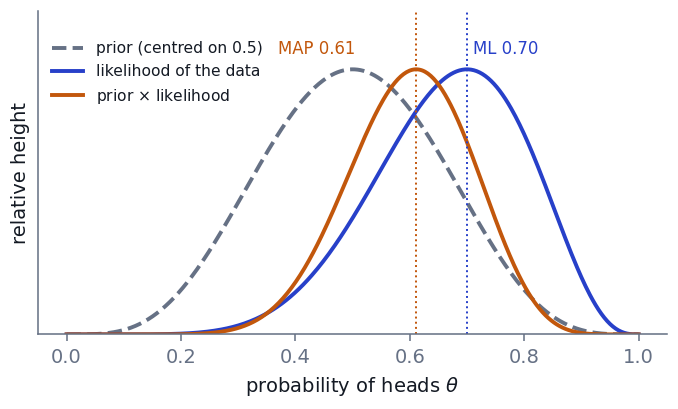 prior (centred on 0.5)
likelihood of the data
prior × likelihood
MAP 0.61
ML 0.70
relative height
0.0 0.2 0.4 0.6 0.8 1.0
probability of heads θ